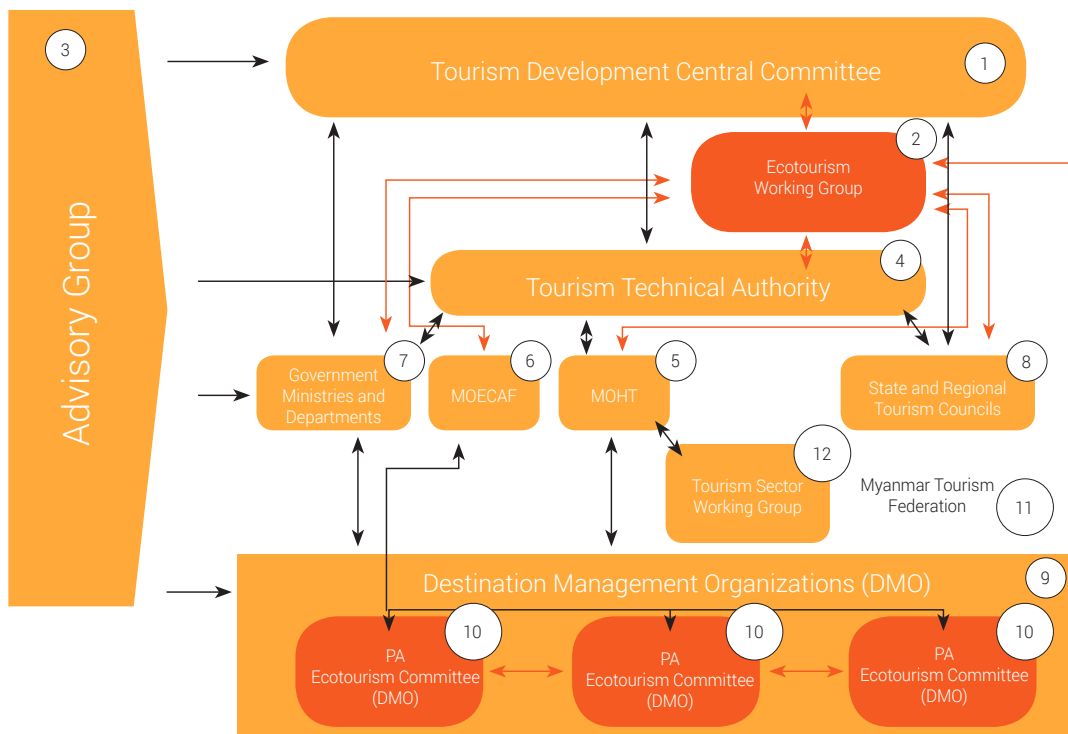 3
Advisory Group
Tourism Development Central Committee
1
2
Ecotourism
Working Group
4
Tourism Technical Authority
7
Government
Ministries and
Departments
6
MOECAF
5
MOHT
8
State and Regional
Tourism Councils
12
Tourism Sector
Working Group
Myanmar Tourism
Federation
11
Destination Management Organizations (DMO)
9
10
PA
Ecotourism Committee
(DMO)
10
PA
Ecotourism Committee
(DMO)
10
PA
Ecotourism Committee
(DMO)